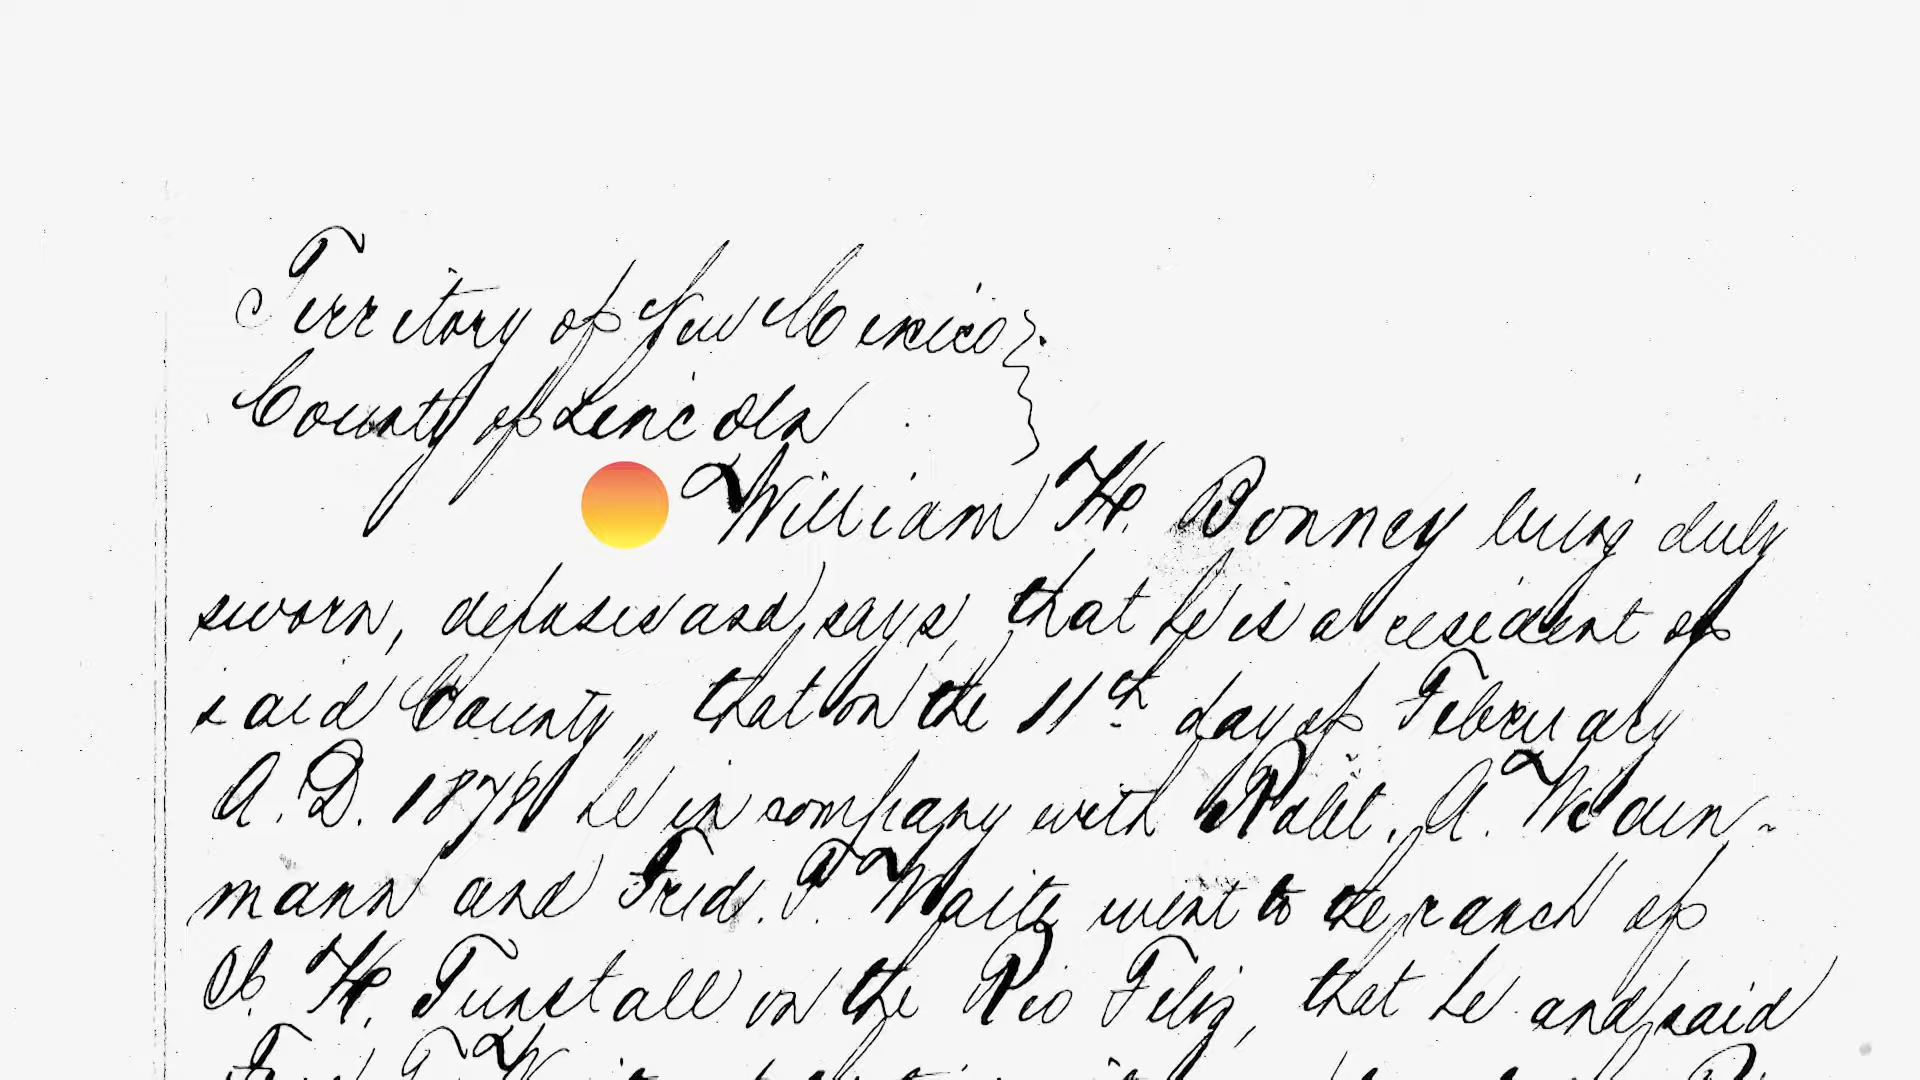 Territory of New Mexico
County of Lincoln
William H. Bonney being duly
sworn, deposes and says, that he is a resident of
said County, that on the 11th day of February
A.D. 1878 he in company with Robt. A. Widen-
mann and Fred. T. Waite went to the ranch of
J. H. Tunstall on the Rio Feliz, that he and said
Fred. T. Waite